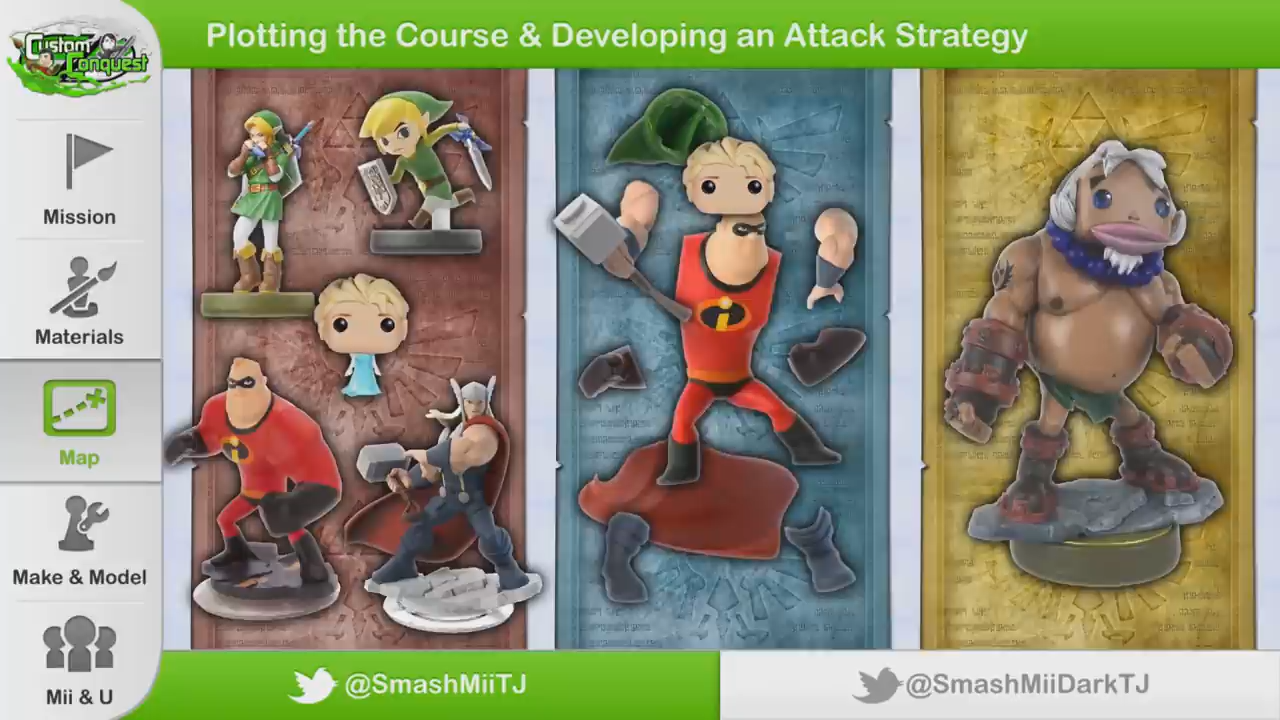 Custom
Conquest
Plotting the Course & Developing an Attack Strategy
Mission
Materials
Map
Make & Model
Mii & U
@SmashMiiTJ
@SmashMiiDarkTJ